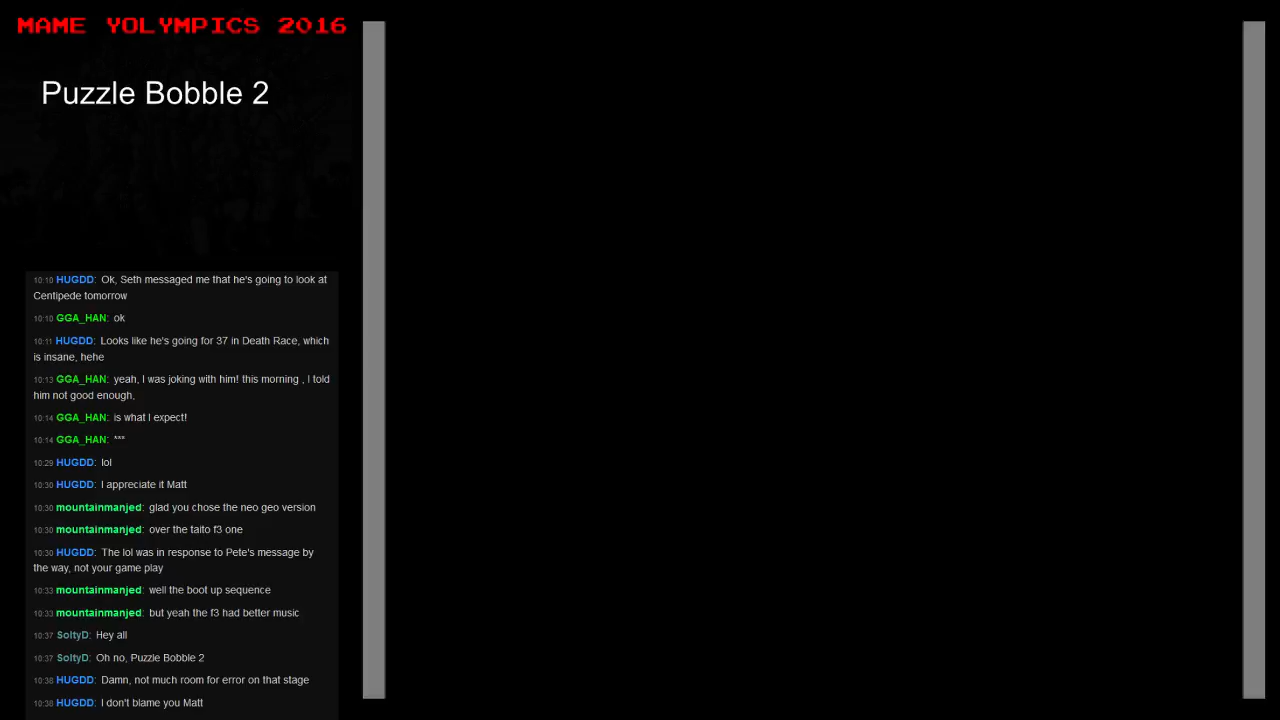 MAME YOLYMPICS 2016
Puzzle Bobble 2
10:10 HUGDD: Ok, Seth messaged me that he's going to look at
Centipede tomorrow
10:10 GGA_HAN: ok
10:11 HUGDD: Looks like he's going for 37 in Death Race, which
is insane, hehe
10:13 GGA_HAN: yeah, I was joking with him! this morning , I told
him not good enough,
10:14 GGA_HAN: is what I expect!
10:14 GGA_HAN: ***
10:29 HUGDD: lol
10:30 HUGDD: I appreciate it Matt
10:30 mountainmanjed: glad you chose the neo geo version
10:30 mountainmanjed: over the taito f3 one
10:30 HUGDD: The lol was in response to Pete's message by
the way, not your game play
10:33 mountainmanjed: well the boot up sequence
10:33 mountainmanjed: but yeah the f3 had better music
10:37 SoltyD: Hey all
10:37 SoltyD: Oh no, Puzzle Bobble 2
10:38 HUGDD: Damn, not much room for error on that stage
10:38 HUGDD: I don't blame you Matt